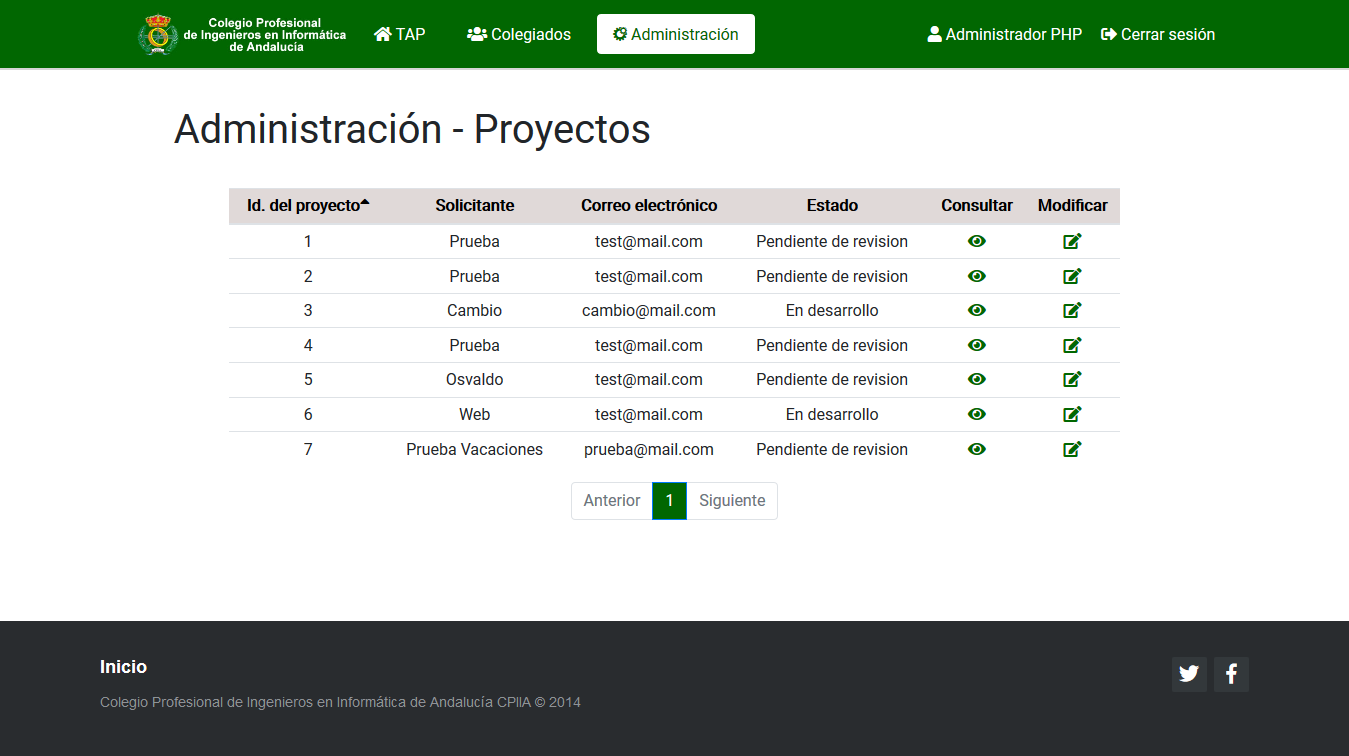 Colegio Profesional
de Ingenieros en Informática
de Andalucía
TAP
Colegiados
Administración
Administrador PHP
Cerrar sesión
Administración - Proyectos
Id. del proyecto Solicitante Correo electrónico Estado Consultar Modificar
1 Prueba test@mail.com Pendiente de revision
2 Prueba test@mail.com Pendiente de revision
3 Cambio cambio@mail.com En desarrollo
4 Prueba test@mail.com Pendiente de revision
5 Osvaldo test@mail.com Pendiente de revision
6 Web test@mail.com En desarrollo
7 Prueba Vacaciones prueba@mail.com Pendiente de revision
Anterior 1 Siguiente
Inicio
Colegio Profesional de Ingenieros en Informática de Andalucía CPIIA © 2014